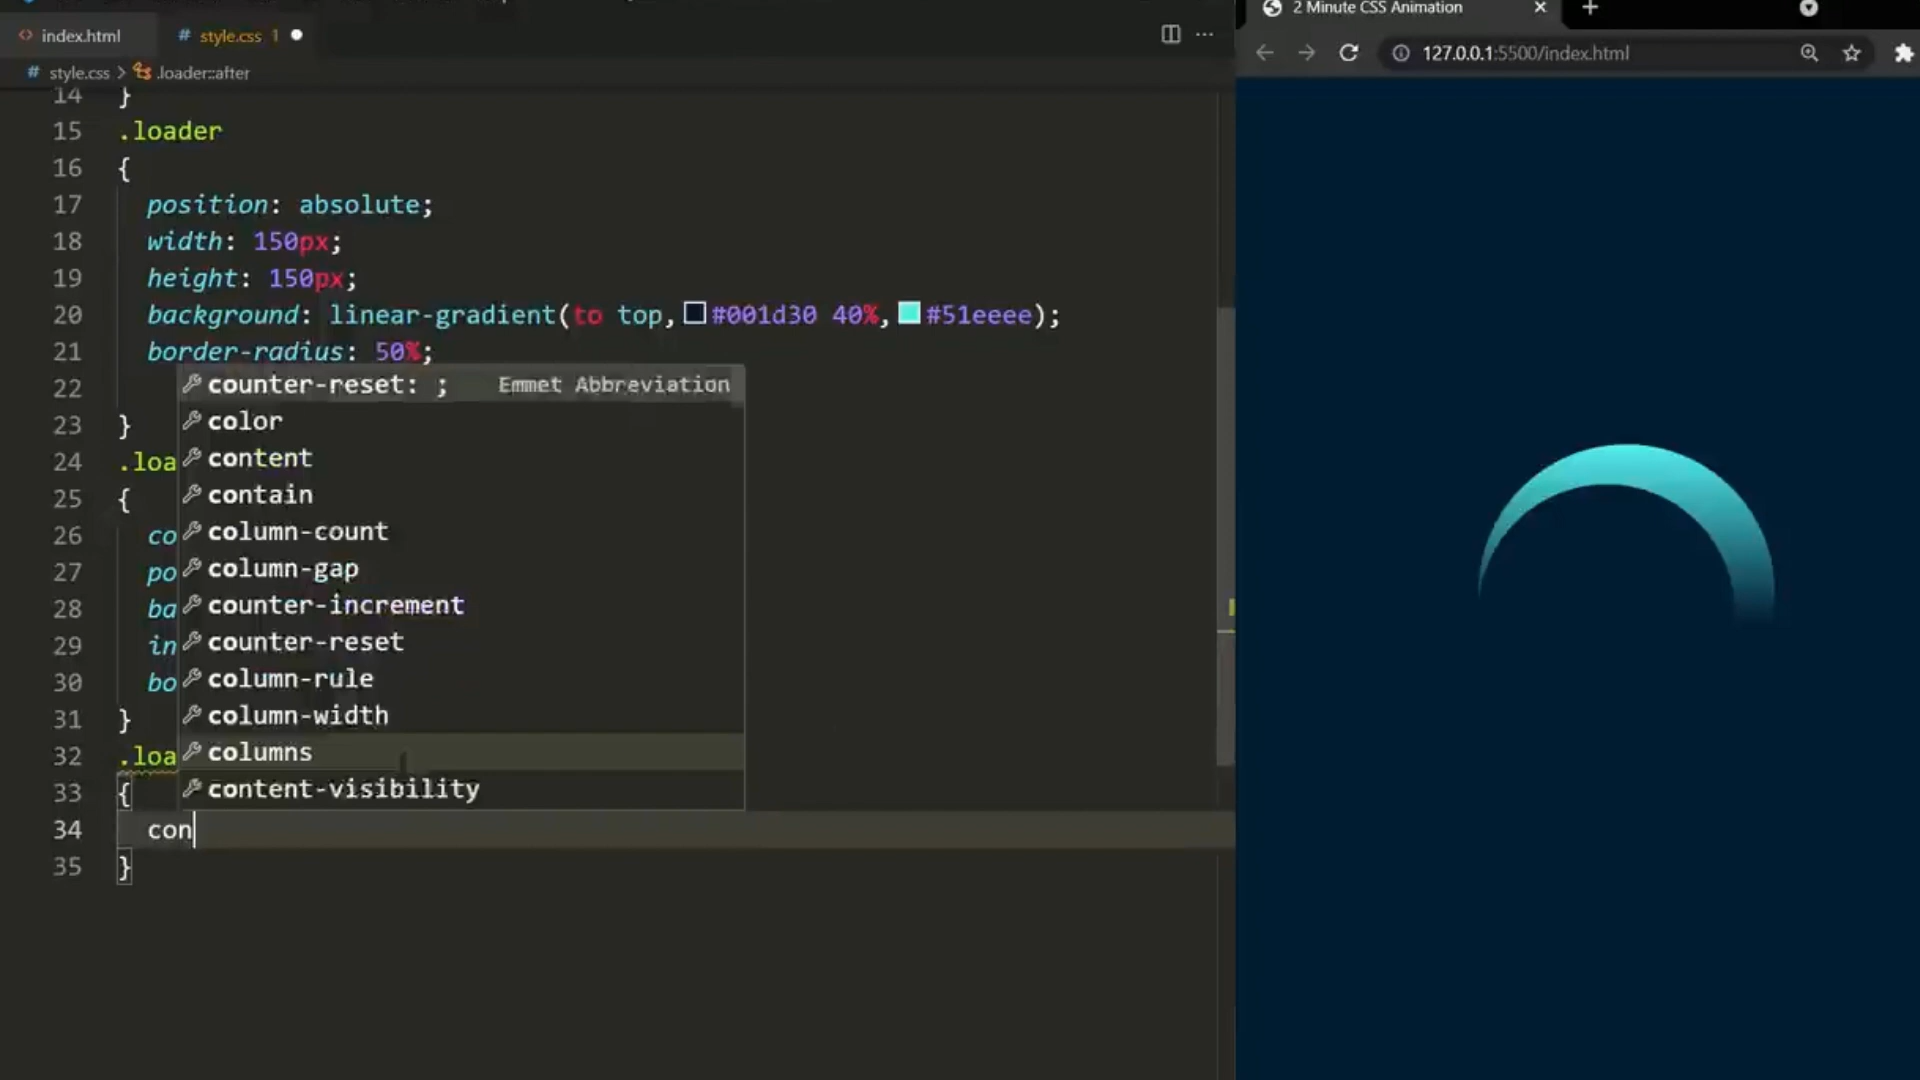 index.html
# style.css 1
2 Minute CSS Animation
127.0.0.1:5500/index.html
# style.css > .loader::after
14 }
15 .loader
16 {
17 position: absolute;
18 width: 150px;
19 height: 150px;
20 background: linear-gradient(to top, #001d30 40%, #51eeee);
21 border-radius: 50%;
22
23 }
24 .loa
25 {
26 co
27 po
28 ba
29 in
30 bo
31 }
32 .loa
33 {
34 con
35 }
counter-reset: ; Emmet Abbreviation
color
content
contain
column-count
column-gap
counter-increment
counter-reset
column-rule
column-width
columns
content-visibility